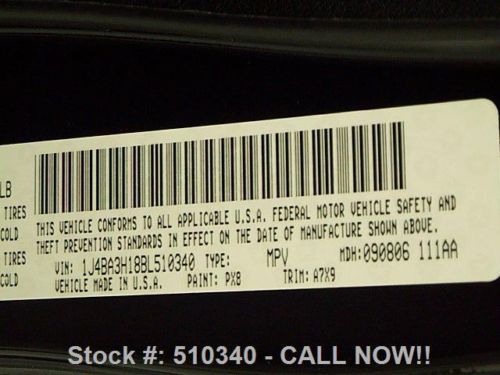 LB
TIRES
COLD
TIRES
COLD
THIS VEHICLE CONFORMS TO ALL APPLICABLE U.S.A. FEDERAL MOTOR VEHICLE SAFETY AND
THEFT PREVENTION STANDARDS IN EFFECT ON THE DATE OF MANUFACTURE SHOWN ABOVE.
VIN: 1J4BA3H18BL510340 TYPE: MPV MDH:090806 111AA
VEHICLE MADE IN U.S.A. PAINT: PX8 TRIM: A7X9
Stock #: 510340 - CALL NOW!!